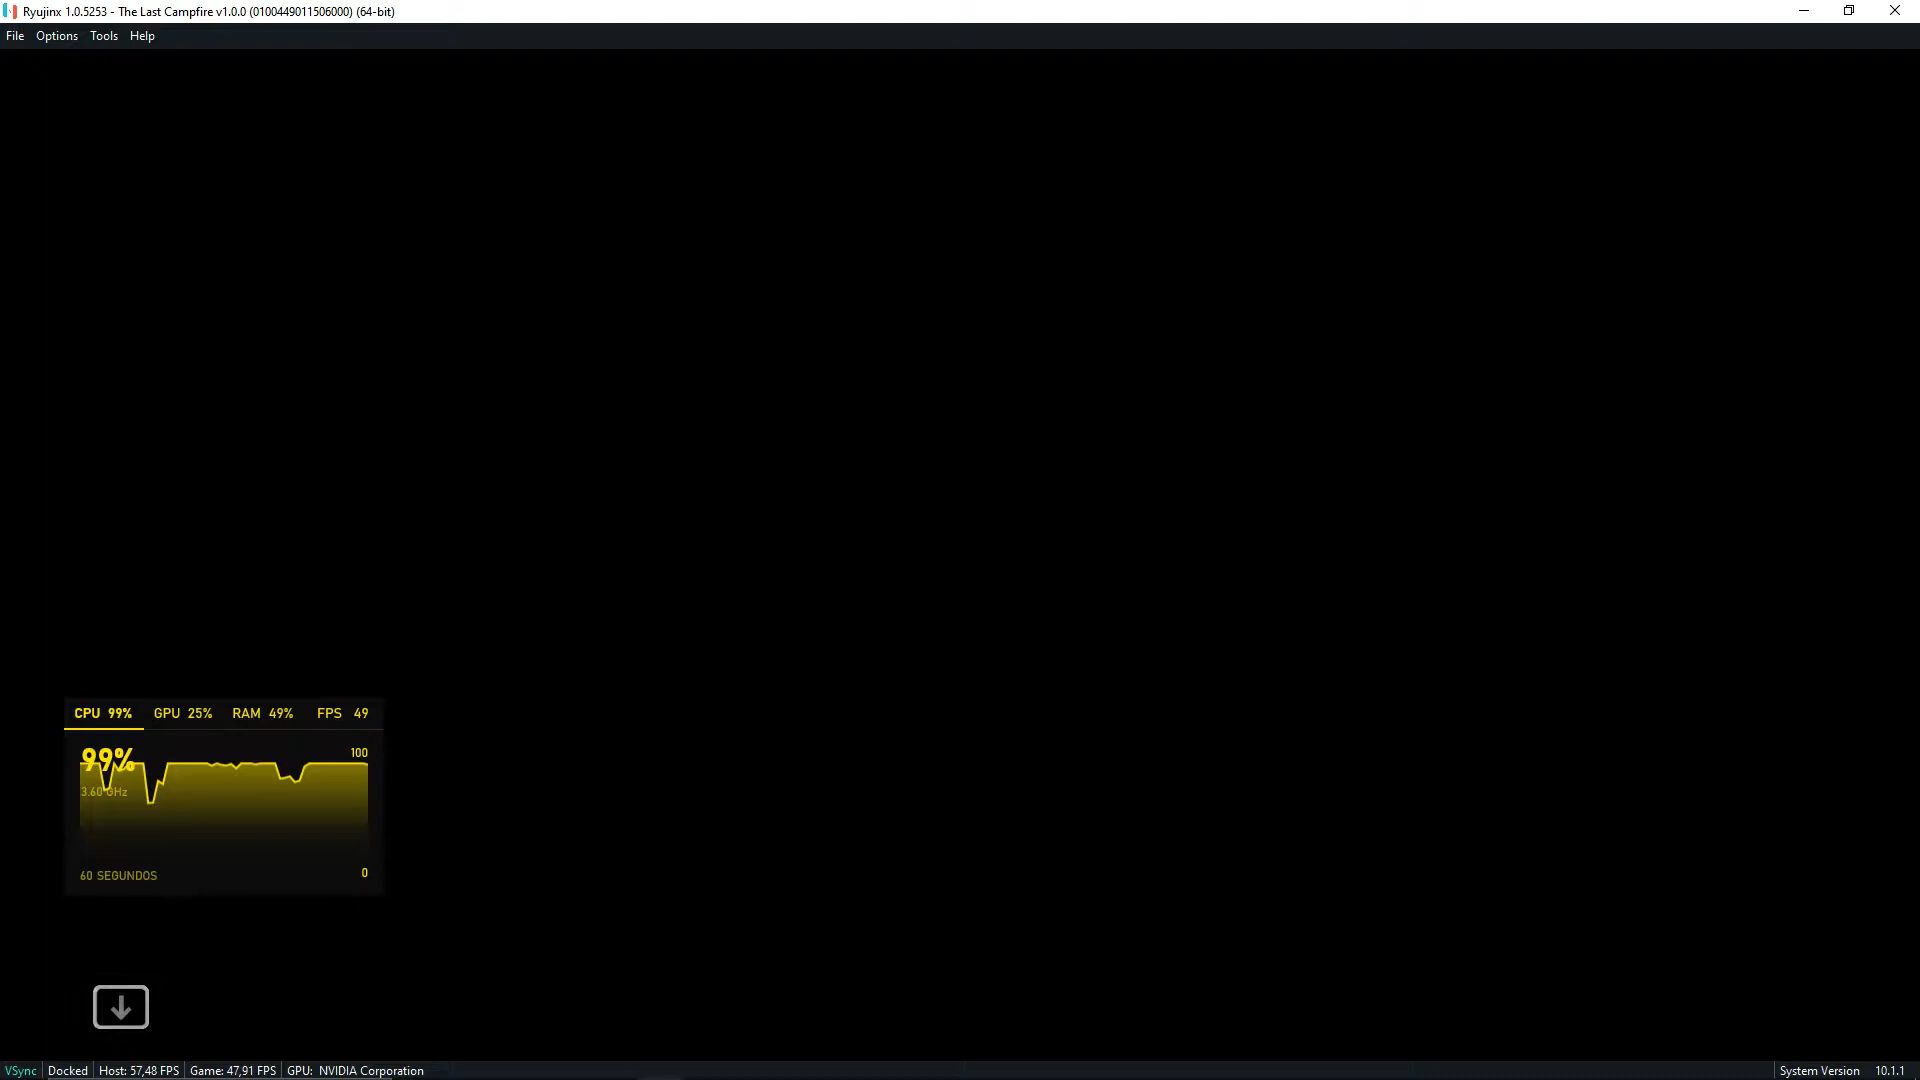 Ryujinx 1.0.5253 - The Last Campfire v1.0.0 (0100449011506000) (64-bit)
File Options Tools Help
CPU 99% GPU 25% RAM 49% FPS 49
99% 100
3.60 GHz
60 SEGUNDOS 0
VSync Docked Host: 57,48 FPS Game: 47,91 FPS GPU: NVIDIA Corporation System Version 10.1.1